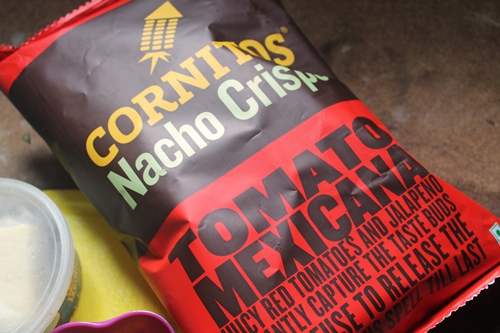 CORNITOS
Nacho Crisps
TOMATO
MEXICANA
JUICY RED TOMATOES AND JALAPENO
CAPTURE THE TASTE BUDS
TO RELEASE THE
SPELL TILL LAST